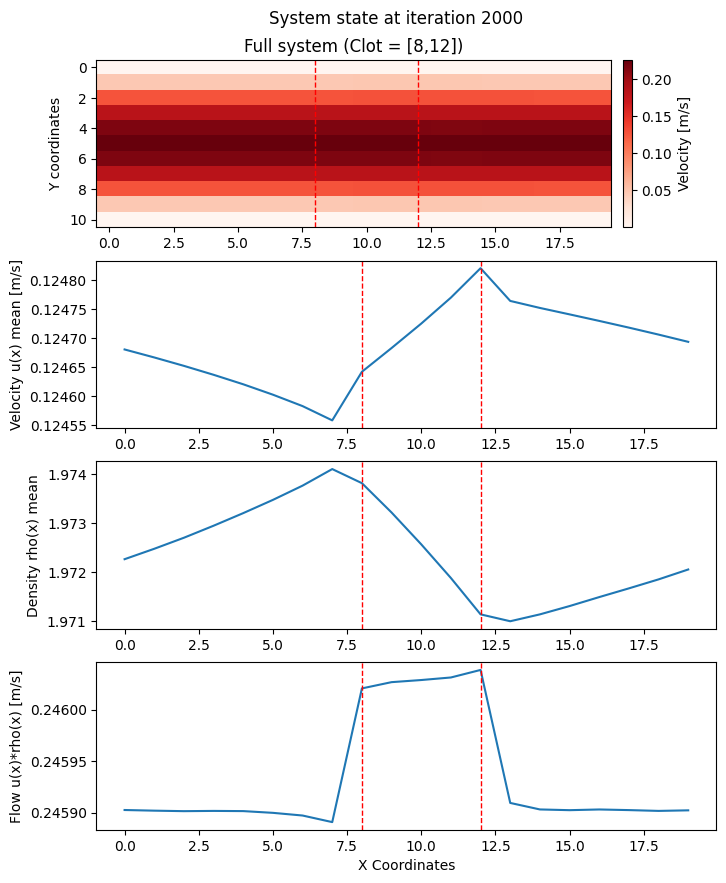 System state at iteration 2000
Full system (Clot = [8,12])
0
2
4
6
8
10
Y coordinates
0.0 2.5 5.0 7.5 10.0 12.5 15.0 17.5
0.20
0.15
0.10
0.05
Velocity [m/s]
0.12480
0.12475
0.12470
0.12465
0.12460
0.12455
Velocity u(x) mean [m/s]
0.0 2.5 5.0 7.5 10.0 12.5 15.0 17.5
1.974
1.973
1.972
1.971
Density rho(x) mean
0.0 2.5 5.0 7.5 10.0 12.5 15.0 17.5
0.24600
0.24595
0.24590
Flow u(x)*rho(x) [m/s]
0.0 2.5 5.0 7.5 10.0 12.5 15.0 17.5
X Coordinates